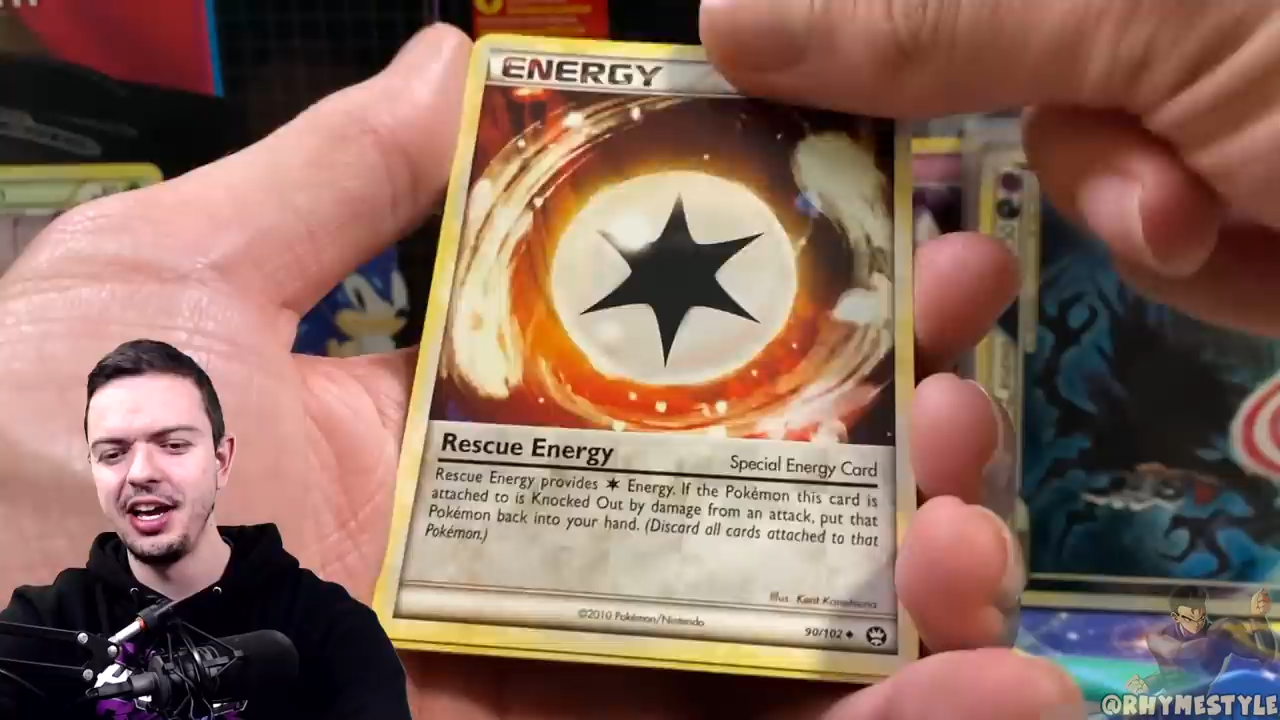 ENERGY
Rescue Energy
Special Energy Card
Rescue Energy provides ✶ Energy. If the Pokémon this card is
attached to is Knocked Out by damage from an attack, put that
Pokémon back into your hand. (Discard all cards attached to that
Pokémon.)
Illus.
©2010 Pokémon/Nintendo
90/102
@RHYMESTYLE